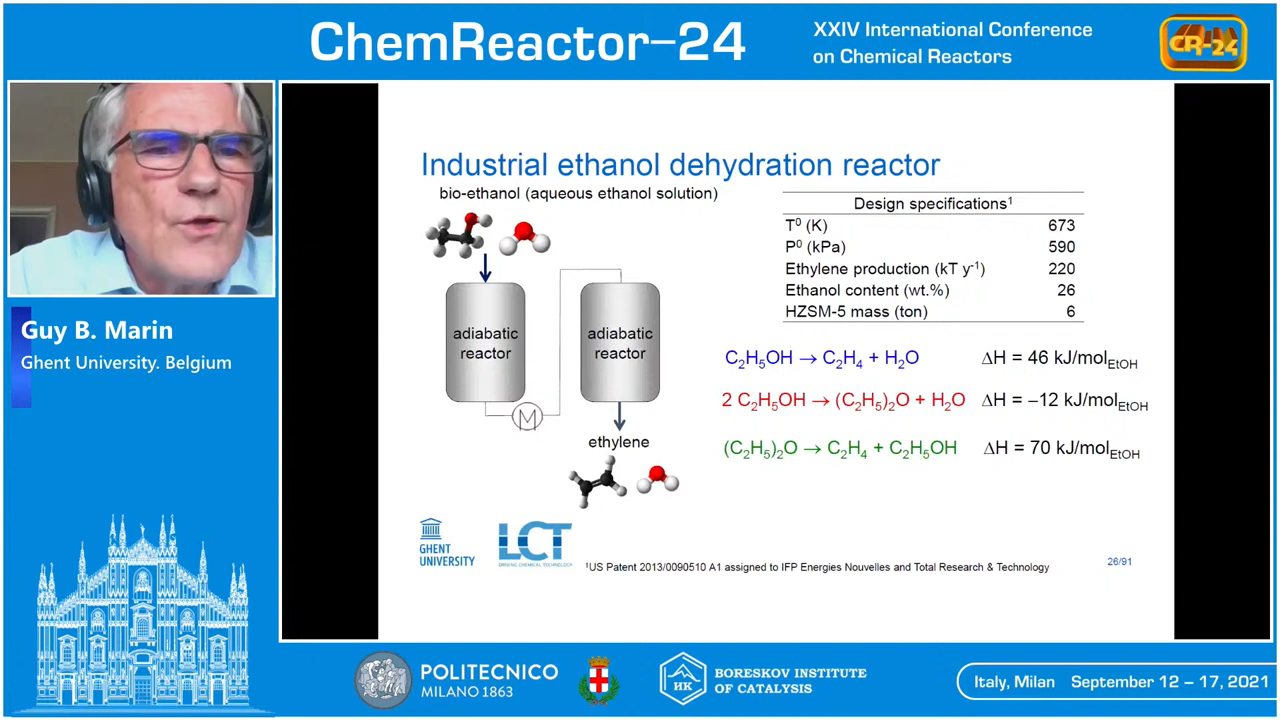 ChemReactor–24
XXIV International Conference
on Chemical Reactors
CR-24
Industrial ethanol dehydration reactor
bio-ethanol (aqueous ethanol solution)
adiabatic
reactor
adiabatic
reactor
M
ethylene
Design specifications¹
T⁰ (K) 673
P⁰ (kPa) 590
Ethylene production (kT y⁻¹) 220
Ethanol content (wt.%) 26
HZSM-5 mass (ton) 6
C₂H₅OH → C₂H₄ + H₂O ΔH = 46 kJ/molEtOH
2 C₂H₅OH → (C₂H₅)₂O + H₂O ΔH = −12 kJ/molEtOH
(C₂H₅)₂O → C₂H₄ + C₂H₅OH ΔH = 70 kJ/molEtOH
GHENT
UNIVERSITY
LCT
DRIVING CHEMICAL TECHNOLOGY
¹US Patent 2013/0090510 A1 assigned to IFP Energies Nouvelles and Total Research & Technology
26/91
Guy B. Marin
Ghent University. Belgium
POLITECNICO
MILANO 1863
HK
BORESKOV INSTITUTE
OF CATALYSIS
Italy, Milan September 12 – 17, 2021